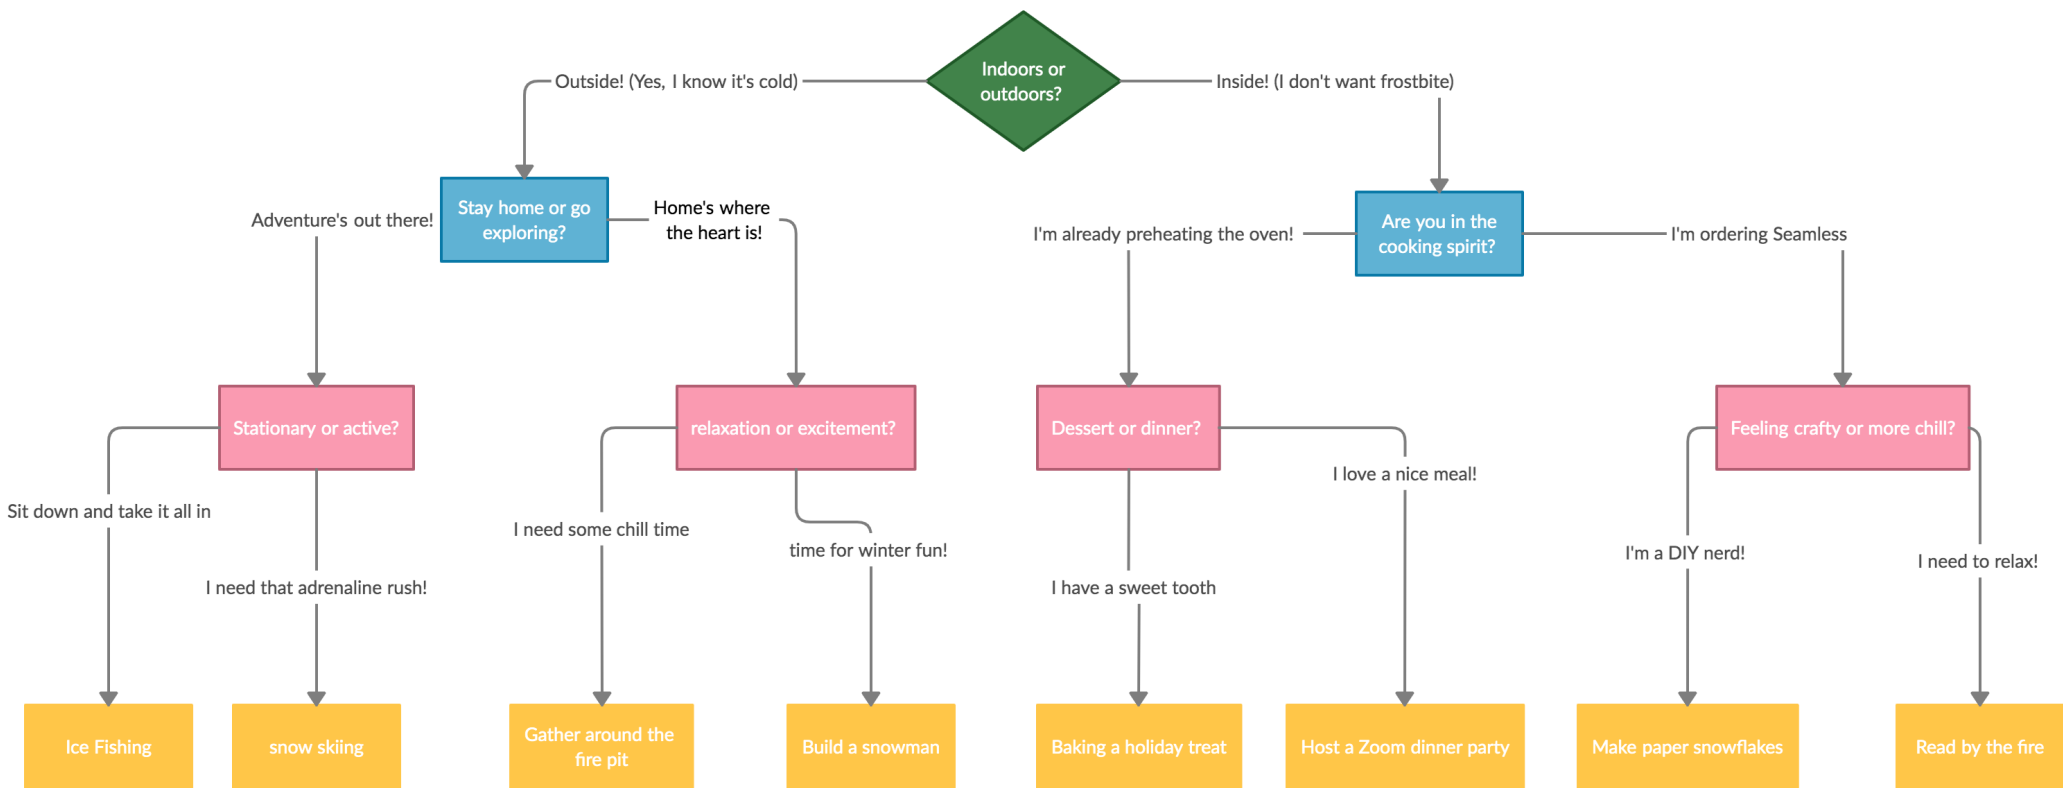 Indoors or
outdoors?
Outside! (Yes, I know it's cold)
Inside! (I don't want frostbite)
Stay home or go
exploring?
Adventure's out there!
Home's where
the heart is!
Are you in the
cooking spirit?
I'm already preheating the oven!
I'm ordering Seamless
Stationary or active?
relaxation or excitement?
Dessert or dinner?
Feeling crafty or more chill?
Sit down and take it all in
I need that adrenaline rush!
I need some chill time
time for winter fun!
I have a sweet tooth
I love a nice meal!
I'm a DIY nerd!
I need to relax!
Ice Fishing
snow skiing
Gather around the
fire pit
Build a snowman
Baking a holiday treat
Host a Zoom dinner party
Make paper snowflakes
Read by the fire